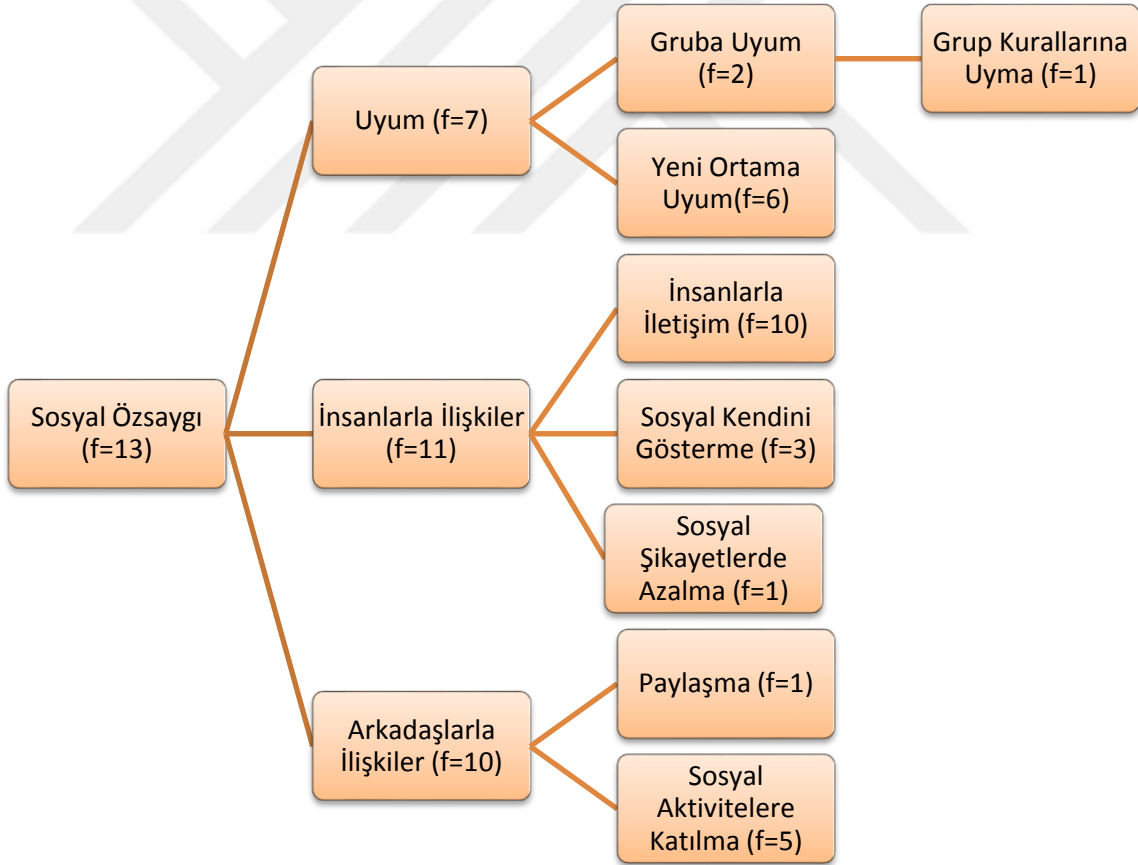 Sosyal Özsaygı
(f=13)
Uyum (f=7)
Gruba Uyum
(f=2)
Grup Kurallarına
Uyma (f=1)
Yeni Ortama
Uyum(f=6)
İnsanlarla İlişkiler
(f=11)
İnsanlarla
İletişim (f=10)
Sosyal Kendini
Gösterme (f=3)
Sosyal
Şikayetlerde
Azalma (f=1)
Arkadaşlarla
İlişkiler (f=10)
Paylaşma (f=1)
Sosyal
Aktivitelere
Katılma (f=5)